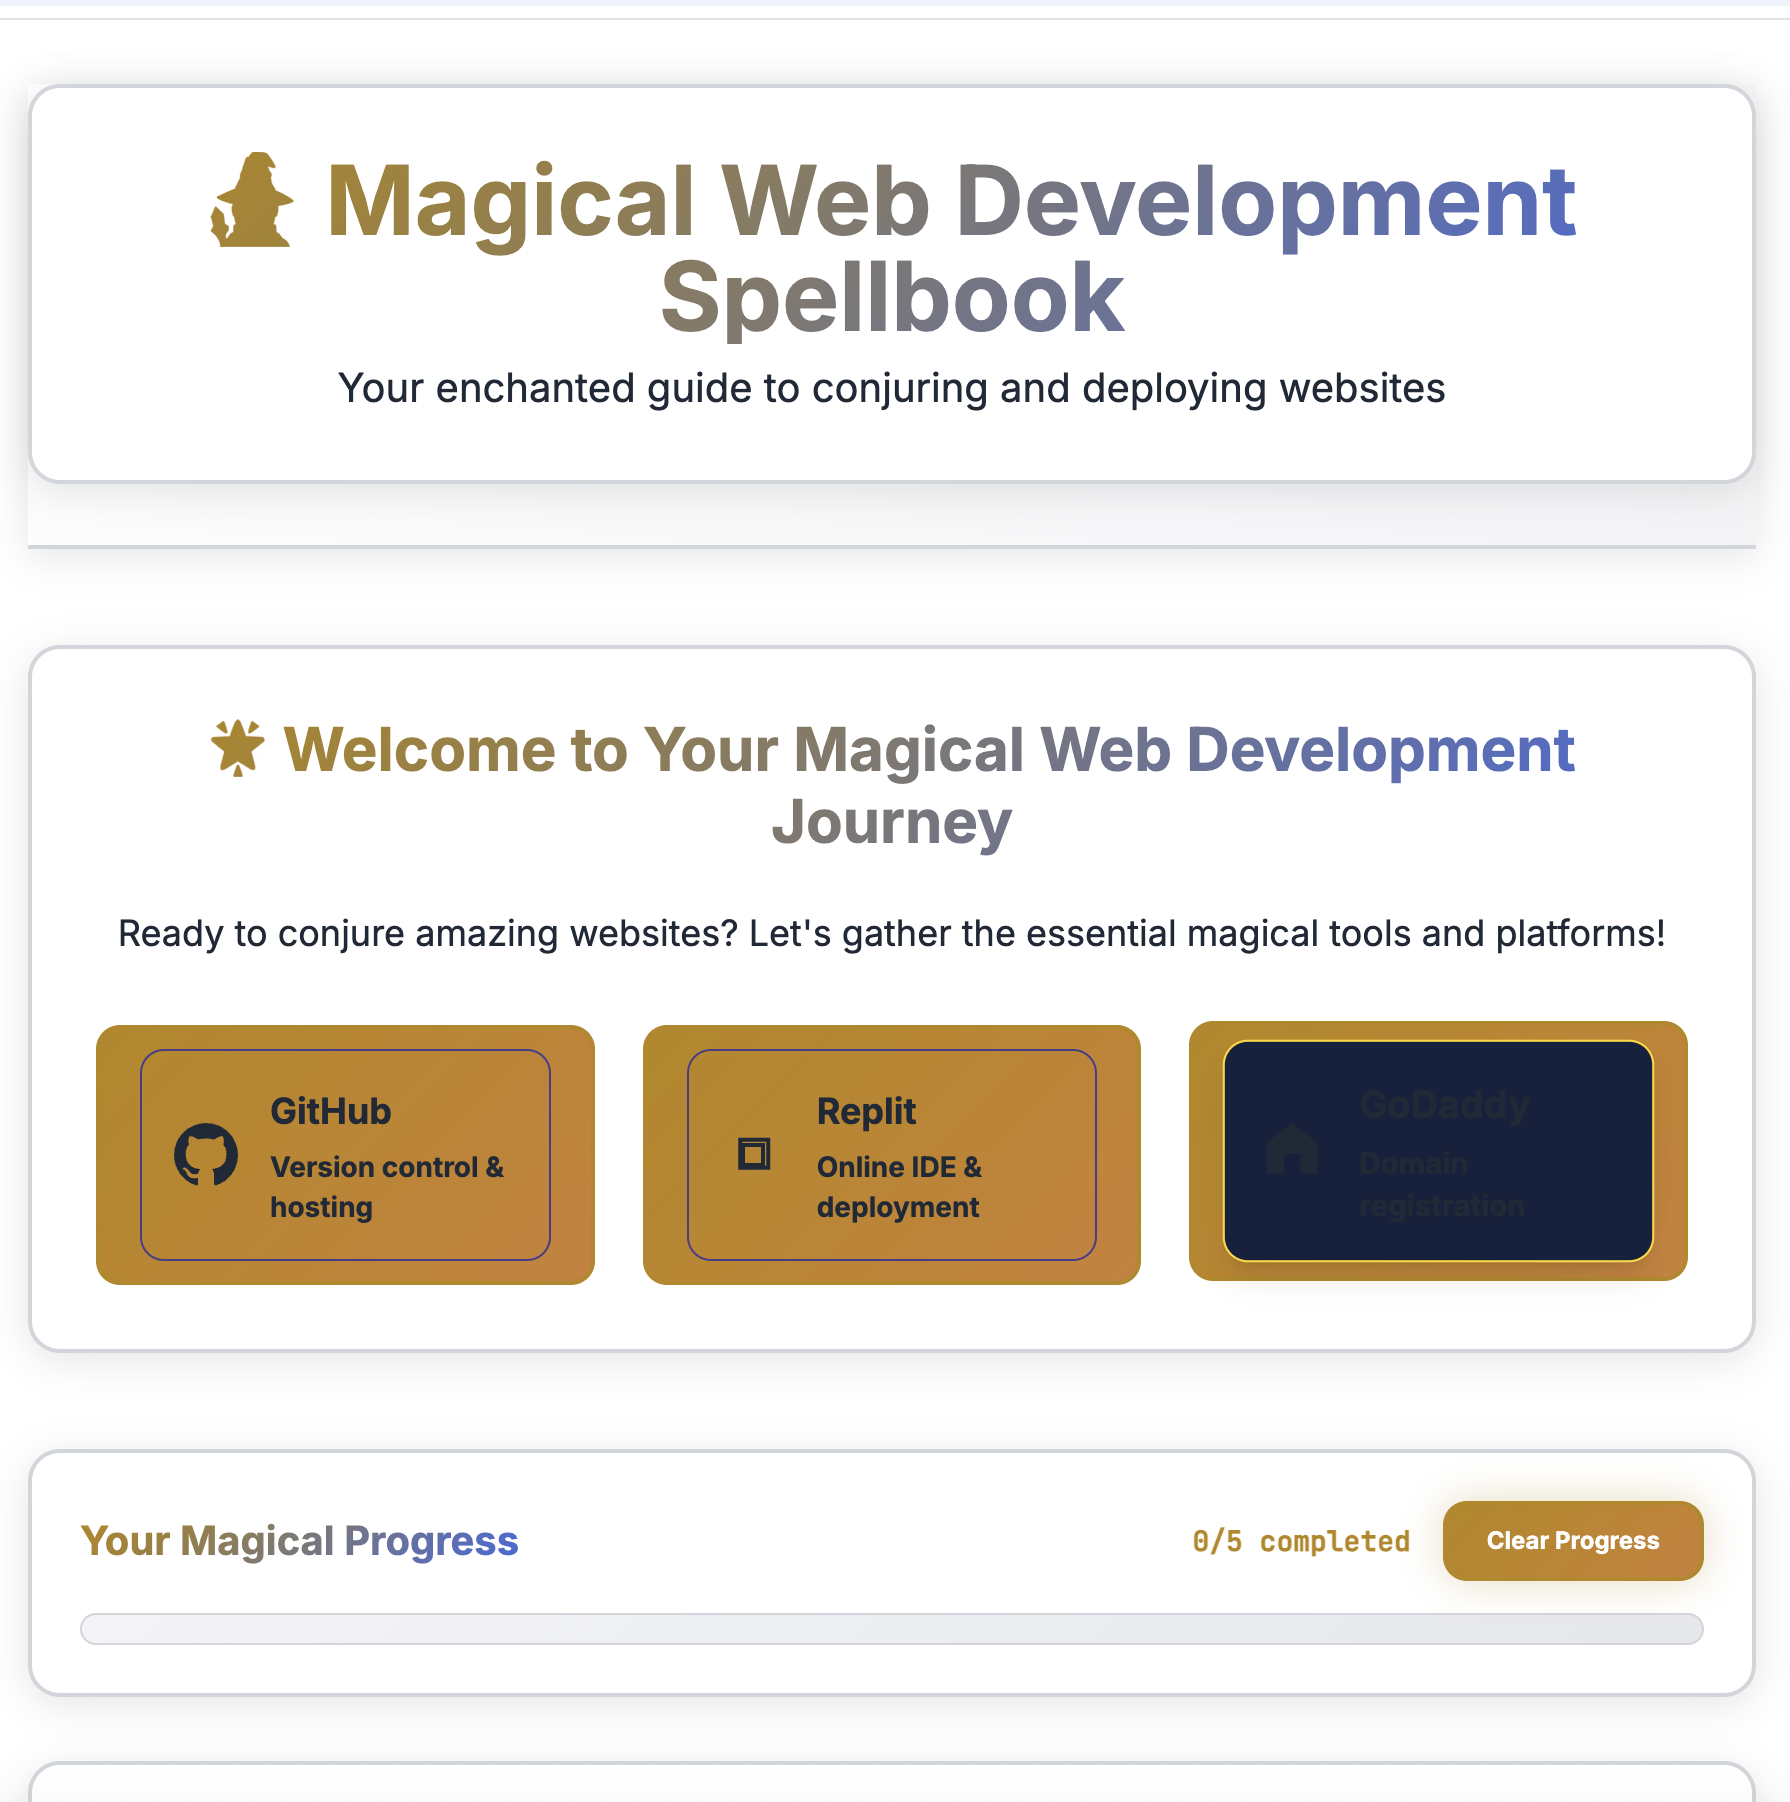 Magical Web Development
Spellbook
Your enchanted guide to conjuring and deploying websites
Welcome to Your Magical Web Development
Journey
Ready to conjure amazing websites? Let's gather the essential magical tools and platforms!
GitHub
Version control &
hosting
Replit
Online IDE &
deployment
GoDaddy
Domain
registration
Your Magical Progress
0/5 completed
Clear Progress